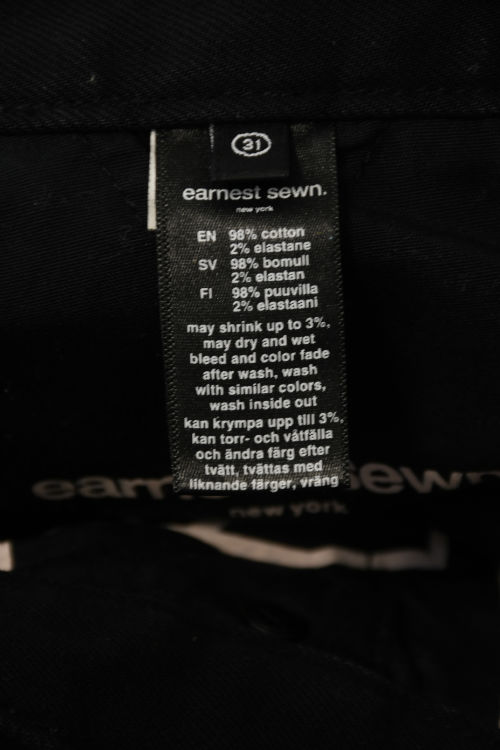 31
earnest sewn.
new york
EN 98% cotton
2% elastane
SV 98% bomull
2% elastan
FI 98% puuvilla
2% elastaani
may shrink up to 3%,
may dry and wet
bleed and color fade
after wash, wash
with similar colors,
wash inside out
kan krympa upp till 3%,
kan torr- och våtfälla
och ändra färg efter
tvätt, tvättas med
liknande färger, vräng
earn sewn
new york